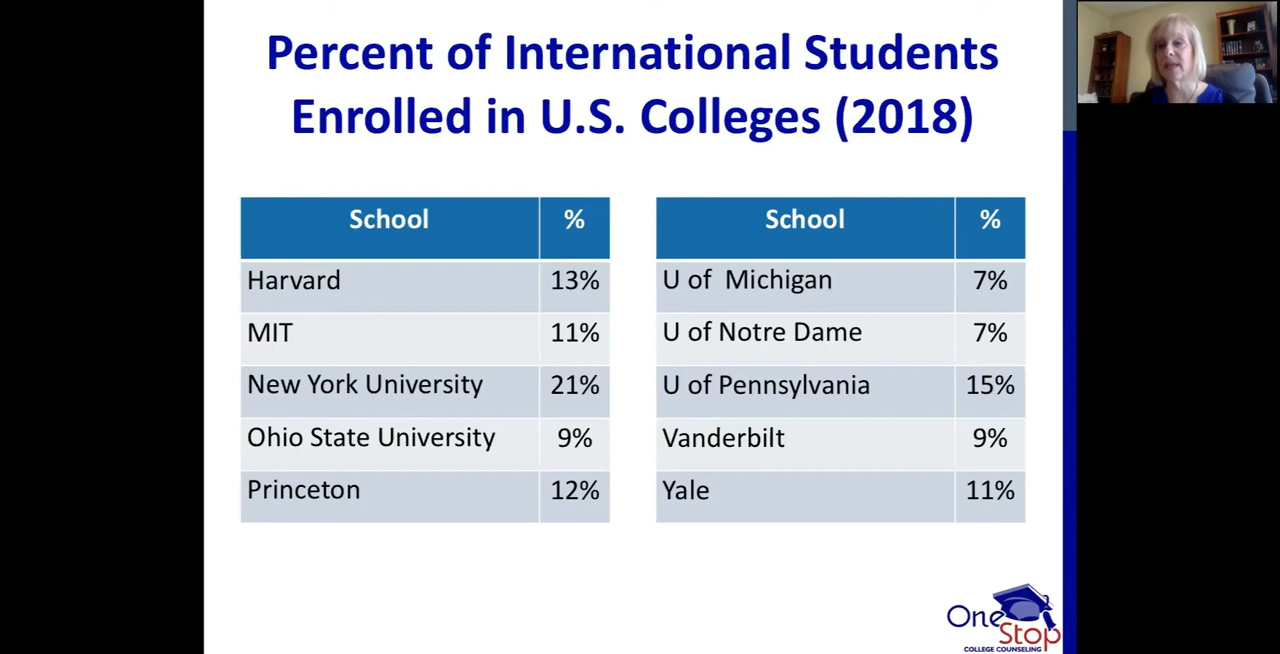 Percent of International Students
Enrolled in U.S. Colleges (2018)
School %
Harvard 13%
MIT 11%
New York University 21%
Ohio State University 9%
Princeton 12%
School %
U of Michigan 7%
U of Notre Dame 7%
U of Pennsylvania 15%
Vanderbilt 9%
Yale 11%
One
Stop
COLLEGE COUNSELING